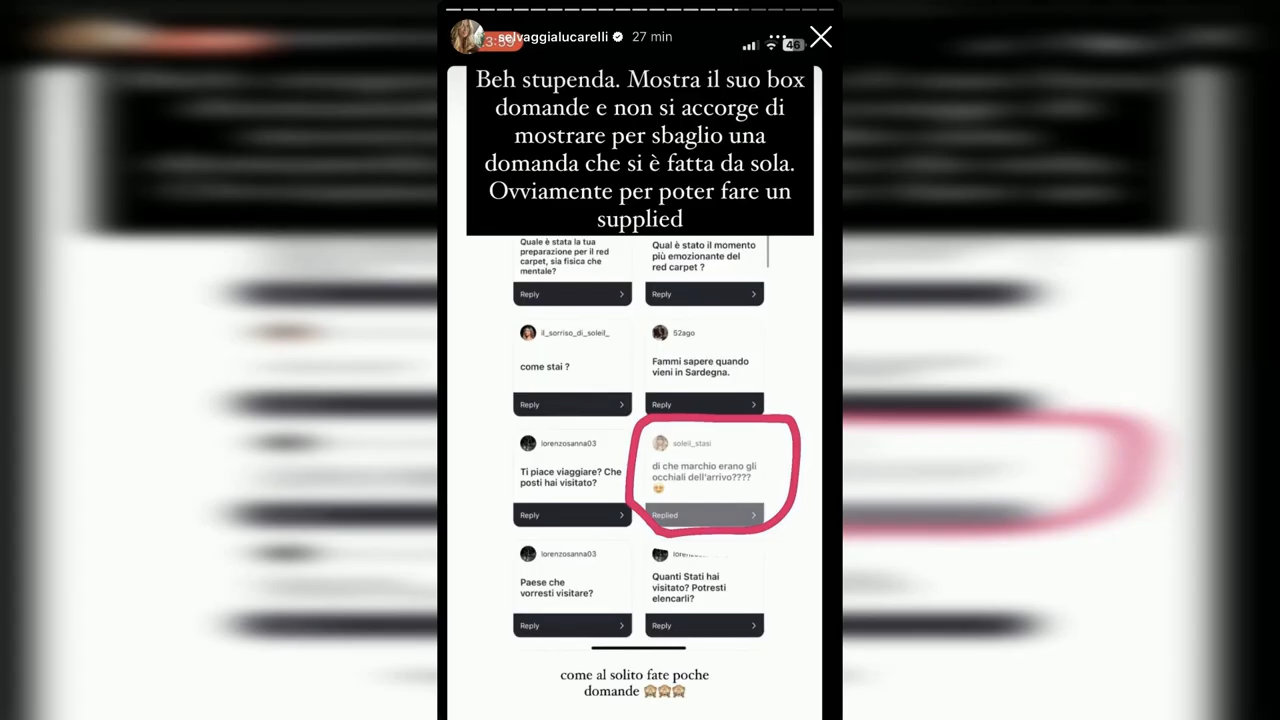 selvaggialucarelli 27 min
13:59
46
Beh stupenda. Mostra il suo box
domande e non si accorge di
mostrare per sbaglio una
domanda che si è fatta da sola.
Ovviamente per poter fare un
supplied
Quale è stata la tua
preparazione per il red
carpet, sia fisica che
mentale?
Reply
Qual è stato il momento
più emozionante del
red carpet ?
Reply
il_sorriso_di_soleil_
come stai ?
Reply
52ago
Fammi sapere quando
vieni in Sardegna.
Reply
lorenzosanna03
Ti piace viaggiare? Che
posti hai visitato?
Reply
soleil_stasi
di che marchio erano gli
occhiali dell'arrivo????
😍
Replied
lorenzosanna03
Paese che
vorresti visitare?
Reply
Quanti Stati hai
visitato? Potresti
elencarli?
Reply
come al solito fate poche
domande 🙈🙈🙈